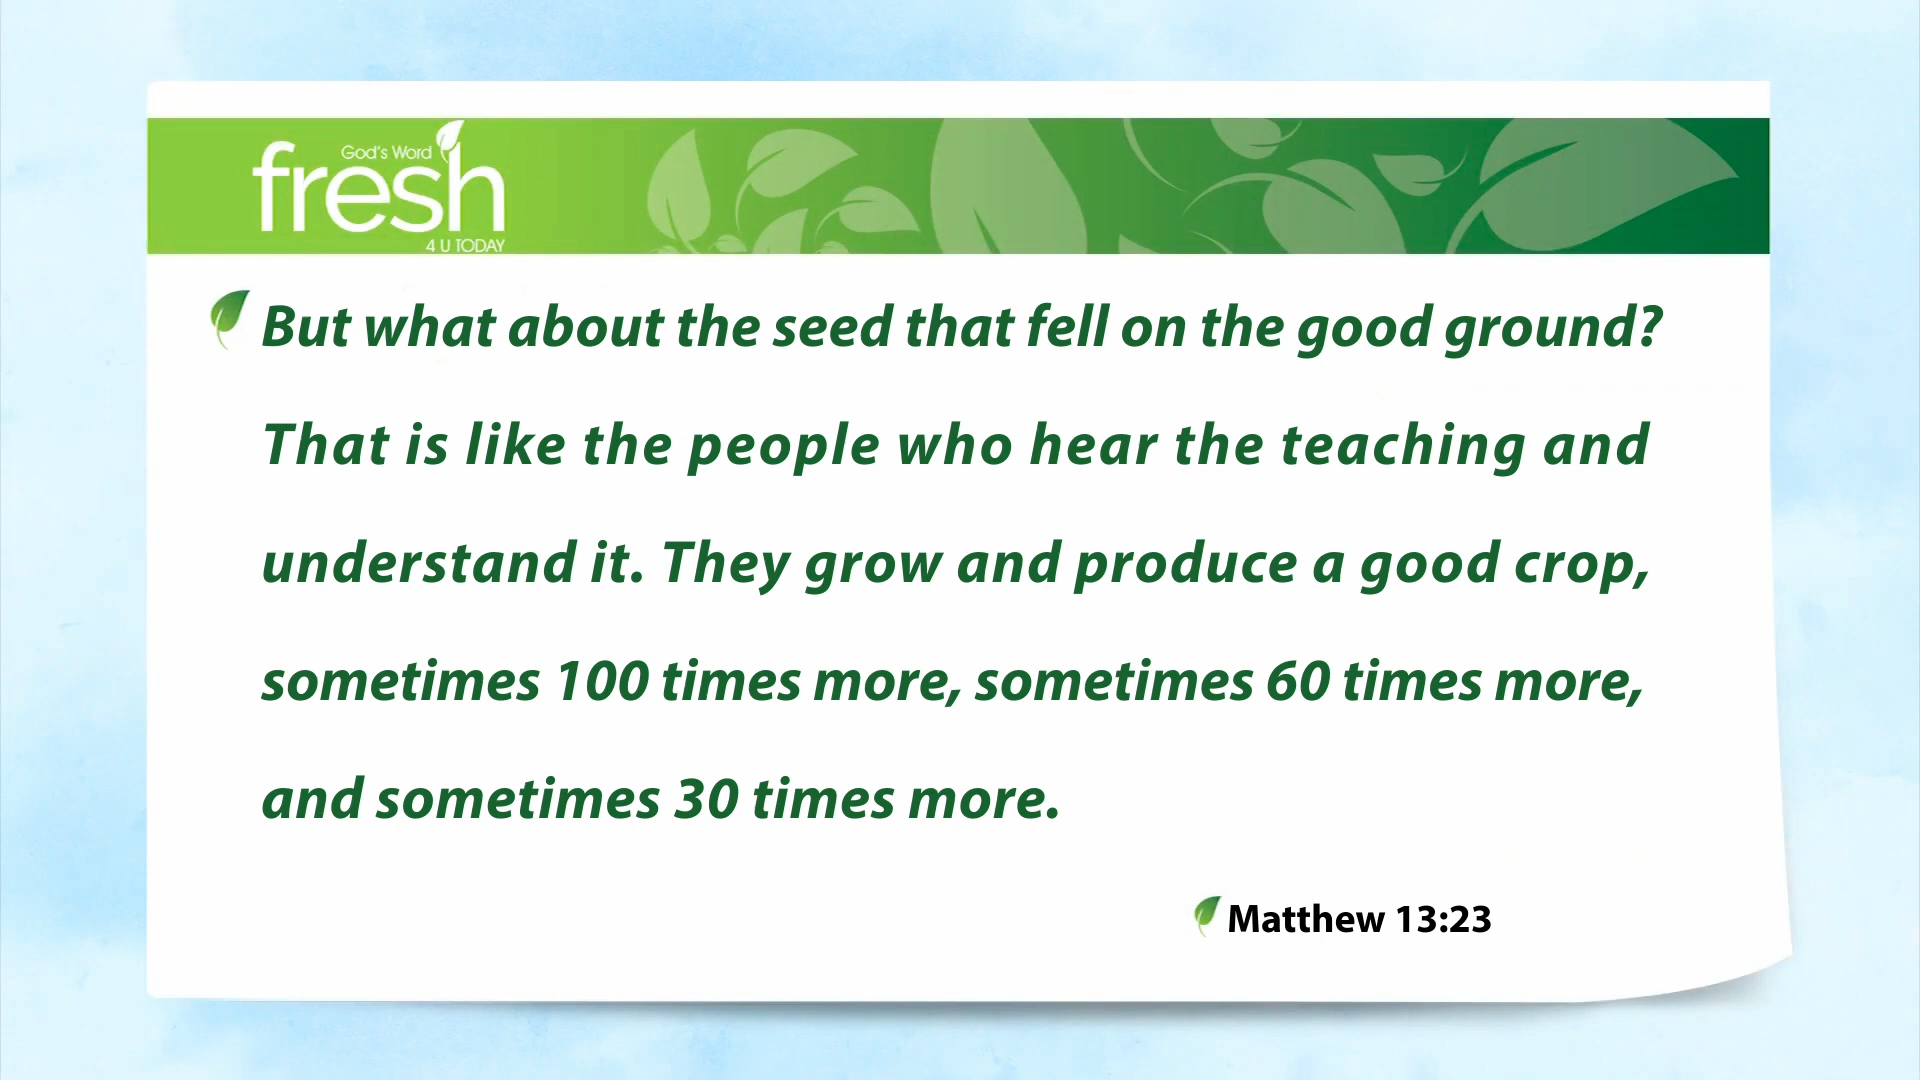 God's Word
fresh
4 U TODAY
But what about the seed that fell on the good ground?
That is like the people who hear the teaching and
understand it. They grow and produce a good crop,
sometimes 100 times more, sometimes 60 times more,
and sometimes 30 times more.
Matthew 13:23